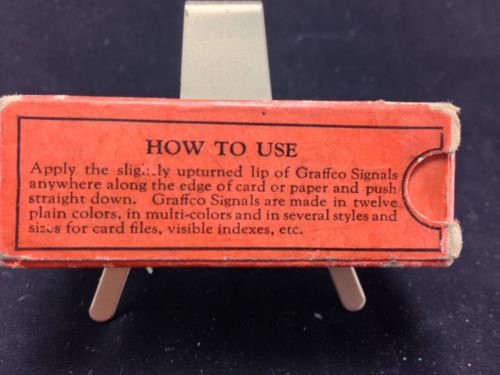 HOW TO USE
Apply the slightly upturned lip of Graffco Signals
anywhere along the edge of card or paper and push
straight down. Graffco Signals are made in twelve
plain colors, in multi-colors and in several styles and
sizes for card files, visible indexes, etc.